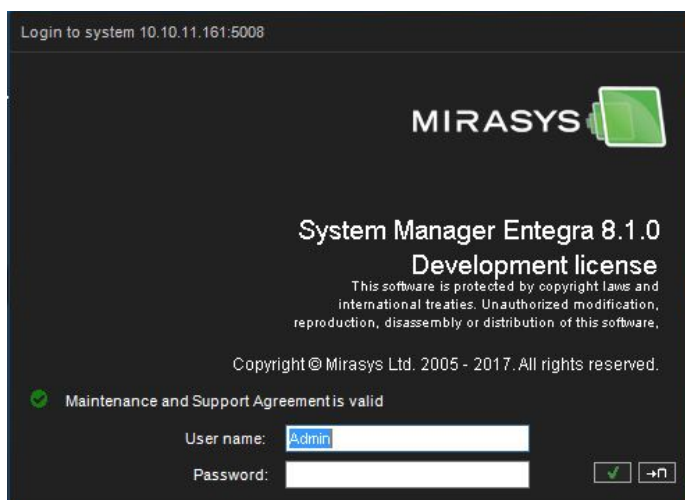 Login to system 10.10.11.161:5008
MIRASYS
System Manager Entegra 8.1.0
Development license
This software is protected by copyright laws and
international treaties. Unauthorized modification,
reproduction, disassembly or distribution of this software,
Copyright © Mirasys Ltd. 2005 - 2017. All rights reserved.
Maintenance and Support Agreement is valid
User name: Admin
Password: